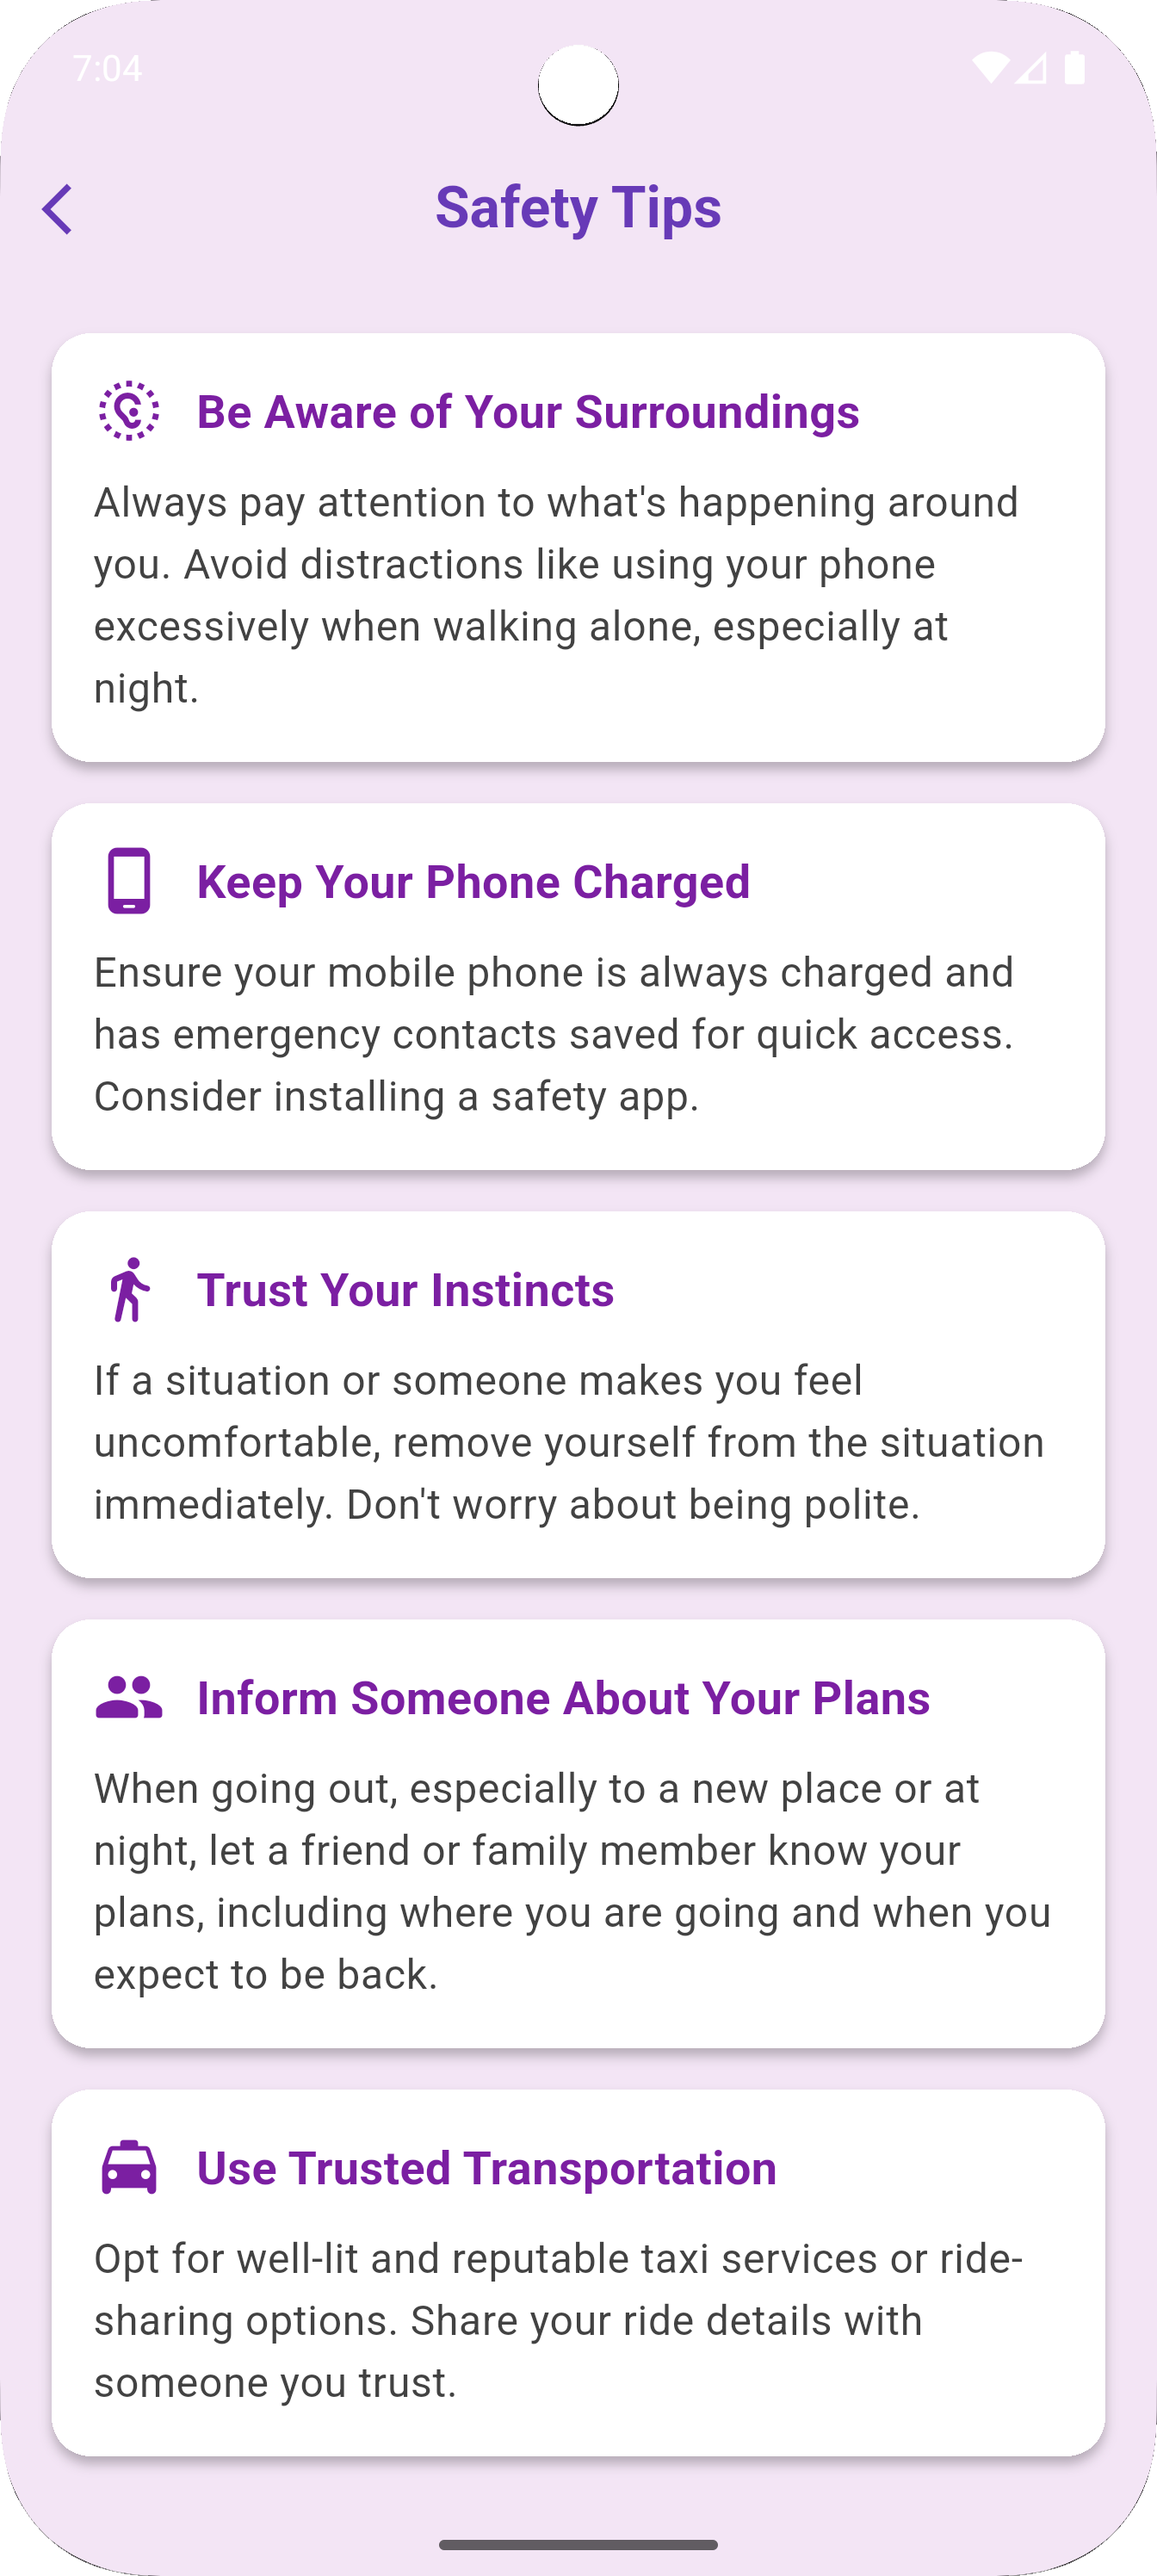 7:04
Safety Tips
Be Aware of Your Surroundings
Always pay attention to what's happening around
you. Avoid distractions like using your phone
excessively when walking alone, especially at
night.
Keep Your Phone Charged
Ensure your mobile phone is always charged and
has emergency contacts saved for quick access.
Consider installing a safety app.
Trust Your Instincts
If a situation or someone makes you feel
uncomfortable, remove yourself from the situation
immediately. Don't worry about being polite.
Inform Someone About Your Plans
When going out, especially to a new place or at
night, let a friend or family member know your
plans, including where you are going and when you
expect to be back.
Use Trusted Transportation
Opt for well-lit and reputable taxi services or ride-
sharing options. Share your ride details with
someone you trust.